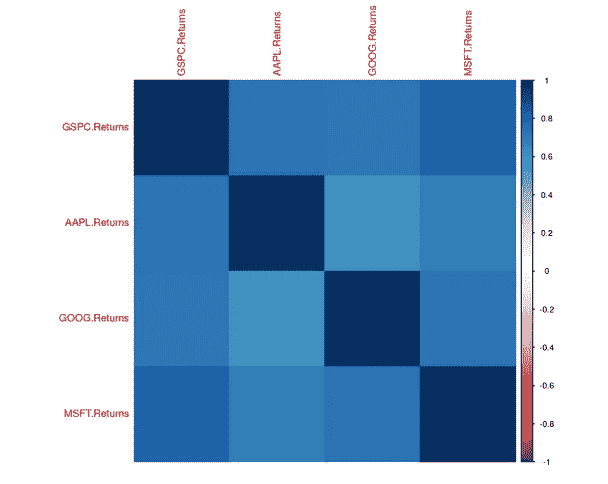 GSPC.Returns
AAPL.Returns
GOOG.Returns
MSFT.Returns
GSPC.Returns
AAPL.Returns
GOOG.Returns
MSFT.Returns
1
0.8
0.6
0.4
0.2
0
-0.2
-0.4
-0.6
-0.8
-1